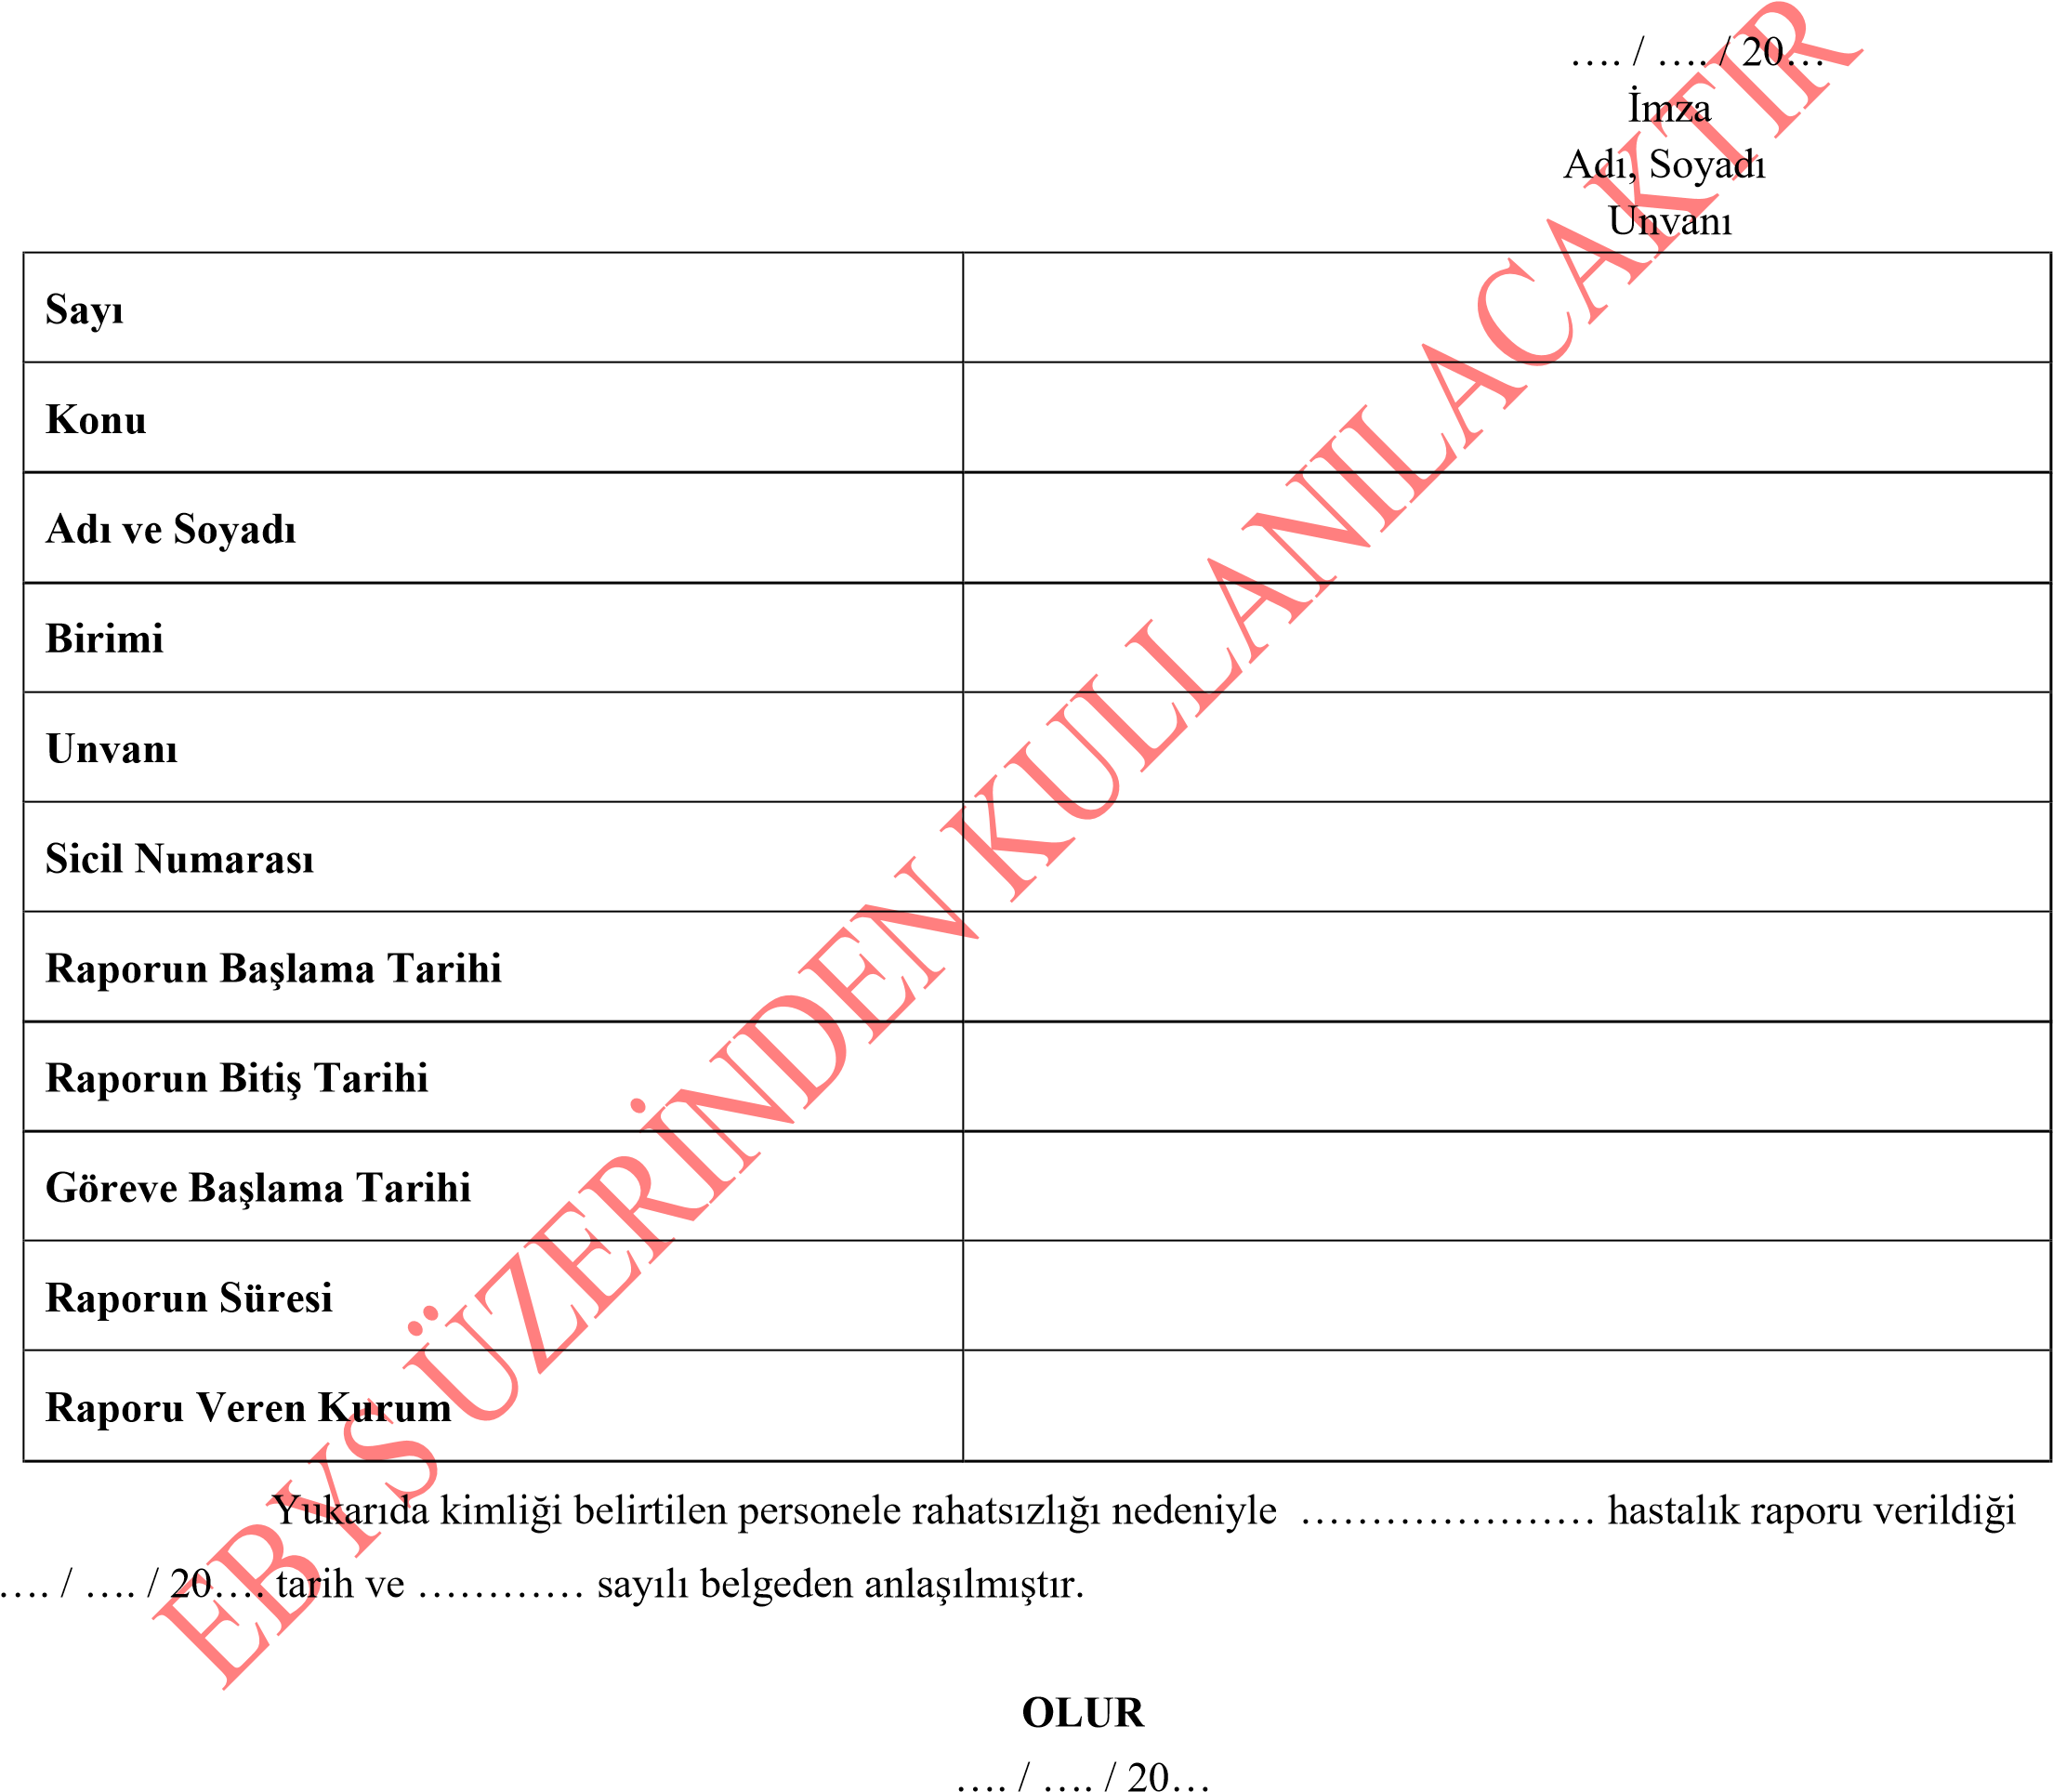 …. / …. / 20…
İmza
Adı, Soyadı
Unvanı
Sayı
Konu
Adı ve Soyadı
Birimi
Unvanı
Sicil Numarası
Raporun Başlama Tarihi
Raporun Bitiş Tarihi
Göreve Başlama Tarihi
Raporun Süresi
Raporu Veren Kurum
Yukarıda kimliği belirtilen personele rahatsızlığı nedeniyle ………………… hastalık raporu verildiği
…. / …. / 20…. tarih ve ………… sayılı belgeden anlaşılmıştır.
OLUR
…. / …. / 20…
EBYS ÜZERİNDEN KULLANILACAKTIR